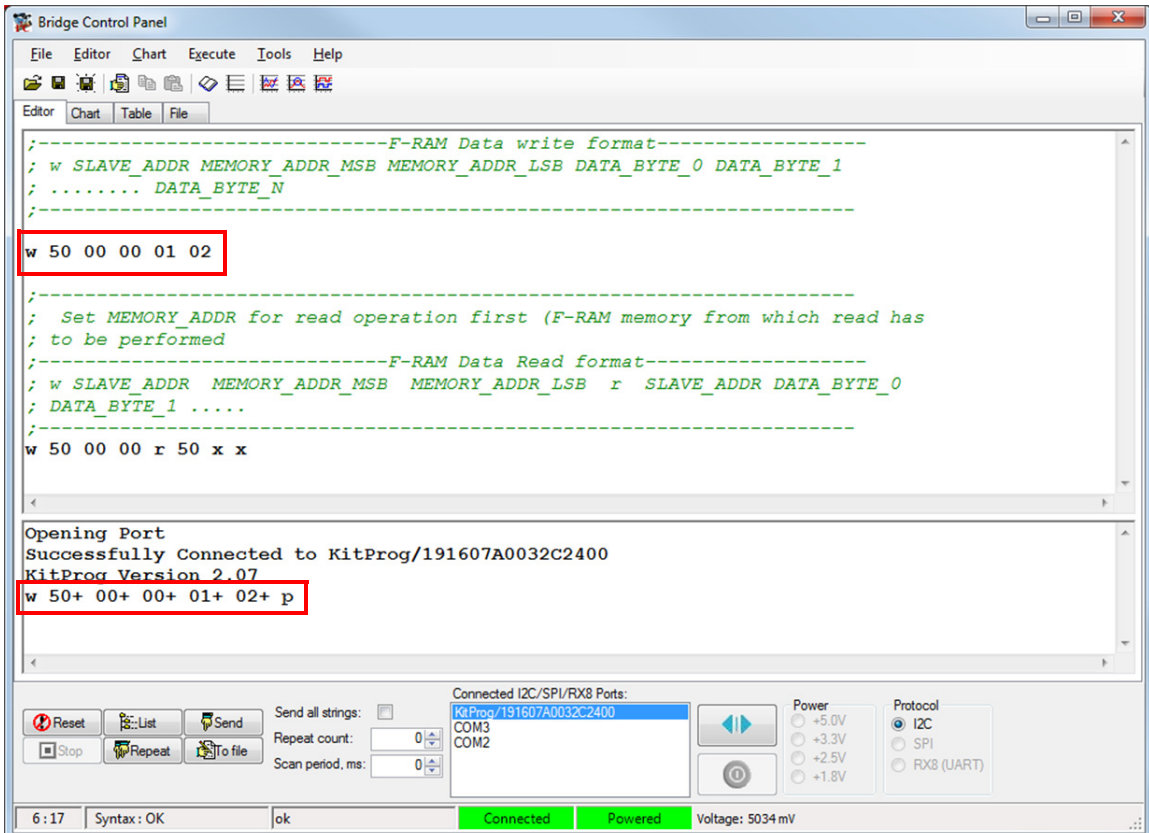 Bridge Control Panel
File Editor Chart Execute Tools Help
Editor Chart Table File
;------------------------------F-RAM Data write format------------------
; w SLAVE_ADDR MEMORY_ADDR_MSB MEMORY_ADDR_LSB DATA_BYTE_0 DATA_BYTE_1
; ........ DATA_BYTE_N
;----------------------------------------------------------------------
w 50 00 00 01 02
;----------------------------------------------------------------------
;  Set MEMORY_ADDR for read operation first (F-RAM memory from which read has
; to be performed
;------------------------------F-RAM Data Read format-------------------
; w SLAVE_ADDR  MEMORY_ADDR_MSB  MEMORY_ADDR_LSB  r  SLAVE_ADDR DATA_BYTE_0
; DATA_BYTE_1 .....
;----------------------------------------------------------------------
w 50 00 00 r 50 x x
Opening Port
Successfully Connected to KitProg/191607A0032C2400
KitProg Version 2.07
w 50+ 00+ 00+ 01+ 02+ p
Connected I2C/SPI/RX8 Ports:
Reset List Send
Stop Repeat To file
Send all strings:
Repeat count: 0
Scan period, ms: 0
KitProg/191607A0032C2400
COM3
COM2
Power
+5.0V
+3.3V
+2.5V
+1.8V
Protocol
I2C
SPI
RX8 (UART)
6:17 Syntax: OK ok Connected Powered Voltage: 5034 mV